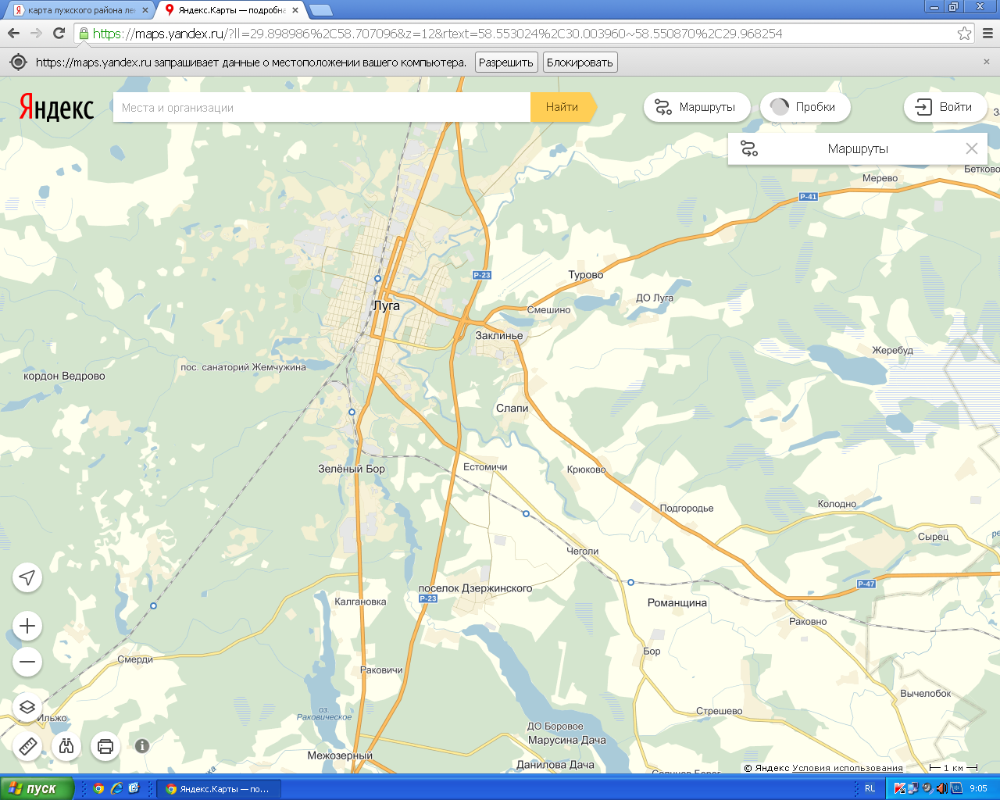 карта лужского района ле
Яндекс.Карты — подробна
https://maps.yandex.ru/?ll=29.898986%2C58.707096&z=12&rtext=58.553024%2C30.003960~58.550870%2C29.968254
https://maps.yandex.ru запрашивает данные о местоположении вашего компьютера.
Разрешить
Блокировать
Яндекс
Места и организации
Найти
Маршруты
Пробки
Войти
Маршруты
Бетково
Мерево
Р-41
Р-23
Турово
ДО Луга
Луга
Смешино
Заклинье
Жеребуд
пос. санаторий Жемчужина
кордон Ведрово
Слапи
Зелёный Бор
Естомичи
Крюково
Колодно
Подгородье
Сырец
Чеголи
Р-47
поселок Дзержинского
Р-23
Калгановка
Романщина
Раковно
Бор
Смерди
Раковичи
Вычелобок
оз.
Раковическое
Стрешево
Ильжо
ДО Боровое
Марусина Дача
Межозерный
Данилова Дача
© Яндекс Условия использования
1 км
пуск
Яндекс.Карты — по...
RL
9:05